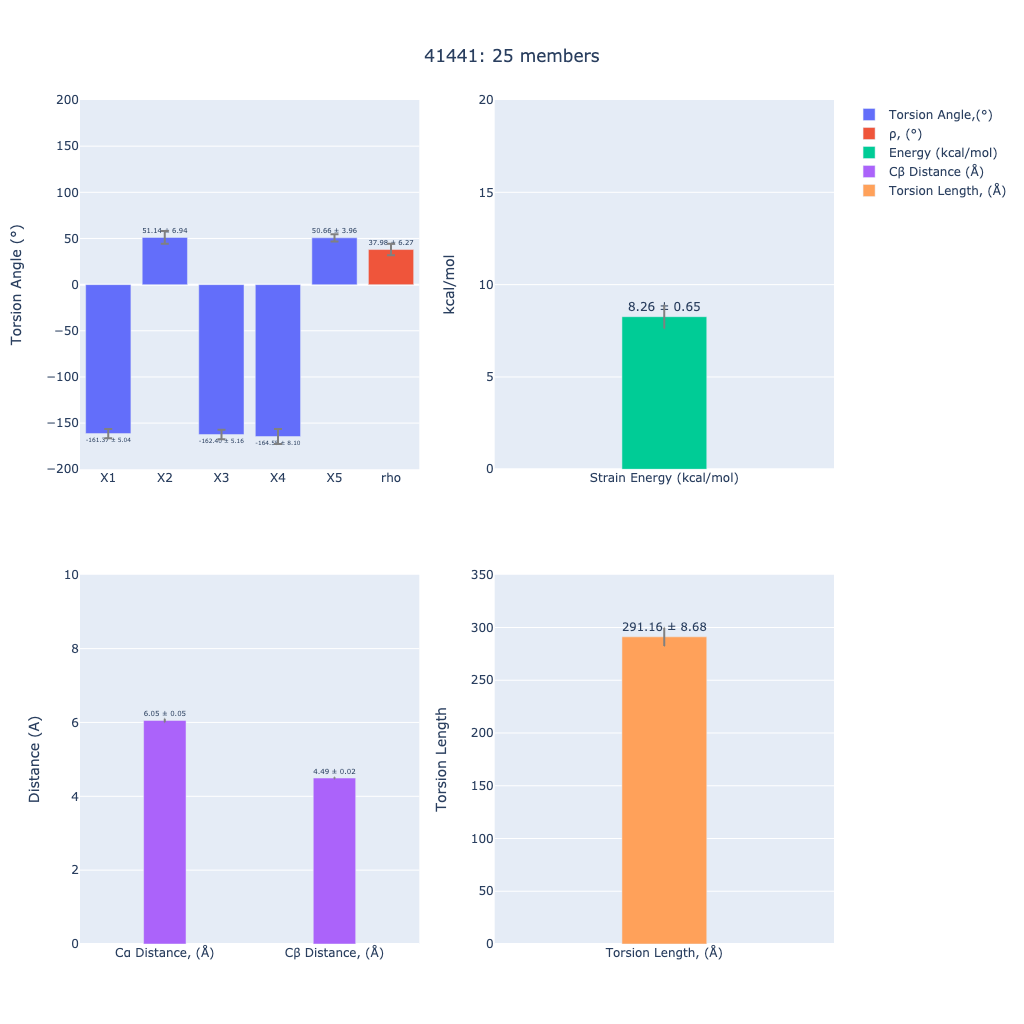 41441: 25 members
Torsion Angle (°)
200
150
100
50
0
−50
−100
−150
−200
51.14 ± 6.94
50.66 ± 3.96
37.98 ± 6.27
-161.37 ± 5.04
-162.40 ± 5.16
X1 X2 X3 X4 X5 rho
kcal/mol
20
15
10
5
0
8.26 ± 0.65
Strain Energy (kcal/mol)
Torsion Angle,(°)
ρ, (°)
Energy (kcal/mol)
Cβ Distance (Å)
Torsion Length, (Å)
Distance (A)
10
8
6
4
2
0
6.05 ± 0.05
4.49 ± 0.02
Cα Distance, (Å) Cβ Distance, (Å)
Torsion Length
350
300
250
200
150
100
50
0
291.16 ± 8.68
Torsion Length, (Å)